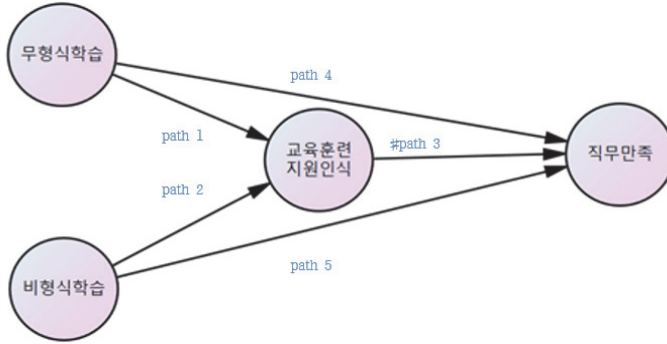 무형식학습
path 4
path 1
교육훈련
지원인식
#path 3
직무만족
path 2
path 5
비형식학습